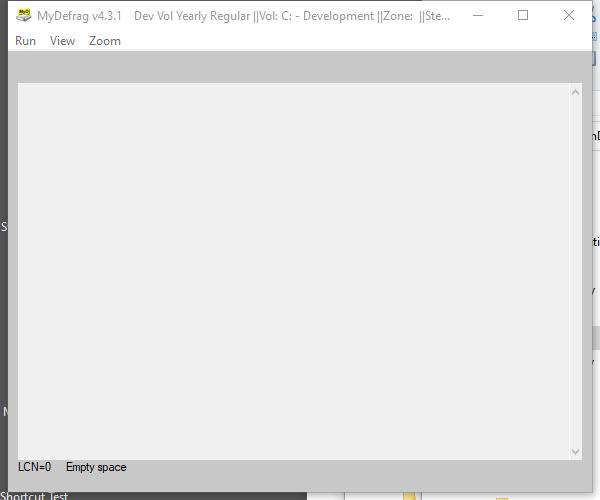 MyDefrag v4.3.1 Dev Vol Yearly Regular ||Vol: C: - Development ||Zone: ||Ste...
Run View Zoom
LCN=0 Empty space
Shortcut Test